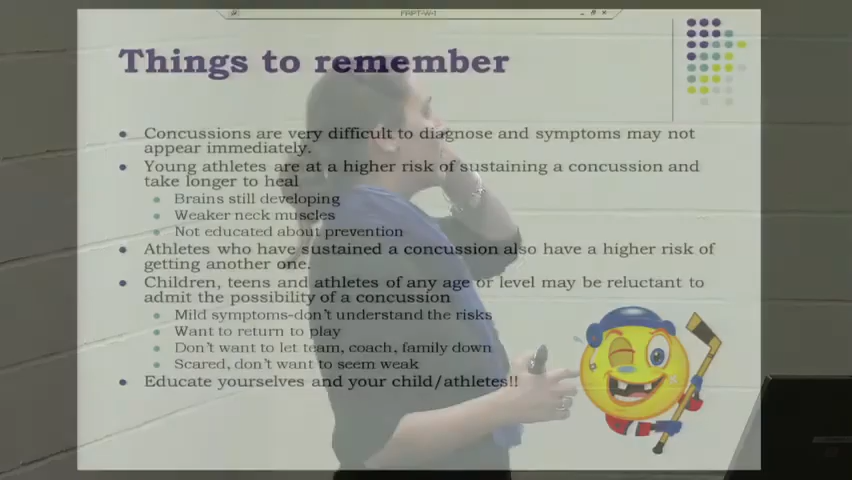 FRPT-W-1
Things to remember
Concussions are very difficult to diagnose and symptoms may not
appear immediately.
Young athletes are at a higher risk of sustaining a concussion and
take longer to heal
Brains still developing
Weaker neck muscles
Not educated about prevention
Athletes who have sustained a concussion also have a higher risk of
getting another one.
Children, teens and athletes of any age or level may be reluctant to
admit the possibility of a concussion
Mild symptoms-don't understand the risks
Want to return to play
Don't want to let team, coach, family down
Scared, don't want to seem weak
Educate yourselves and your child/athletes!!